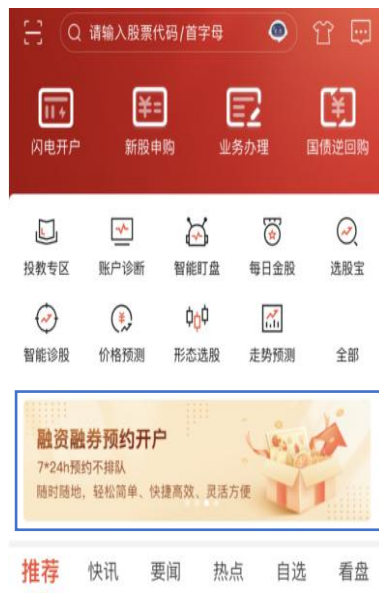 请输入股票代码/首字母
闪电开户 新股申购 业务办理 国债逆回购
投教专区 账户诊断 智能盯盘 每日金股 选股宝
智能诊股 价格预测 形态选股 走势预测 全部
融资融券预约开户
7*24h预约不排队
随时随地，轻松简单、快捷高效、灵活方便
推荐 快讯 要闻 热点 自选 看盘